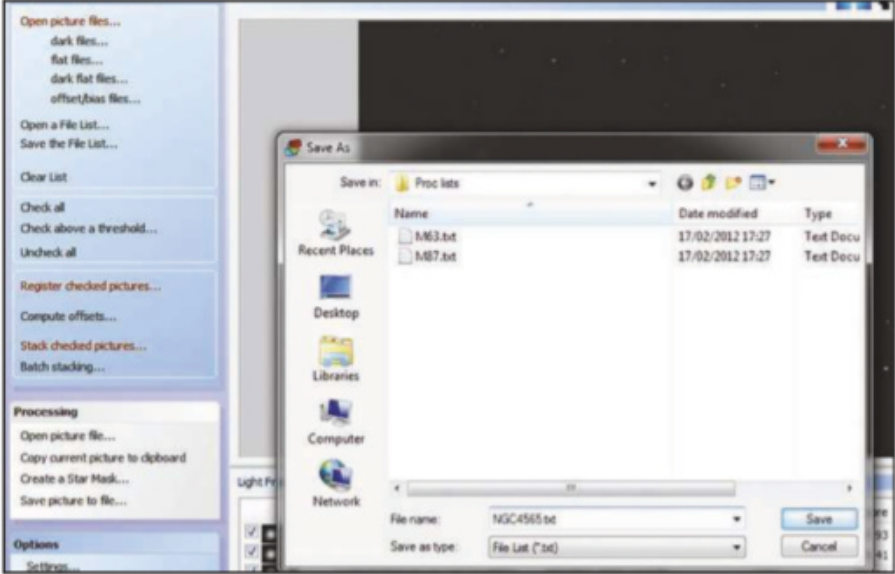 Open picture files...
dark files...
flat files...
dark flat files...
offset/bias files...
Open a File List...
Save the File List...
Clear List
Check all
Check above a threshold...
Uncheck all
Register checked pictures...
Compute offsets...
Stack checked pictures...
Batch stacking...
Processing
Open picture file...
Copy current picture to clipboard
Create a Star Mask...
Save picture to file...
Options
Settings...
Save As
Save in: Proc lists
Name Date modified Type
M63.txt 17/02/2012 17:27 Text Docu
M87.txt 17/02/2012 17:27 Text Docu
Recent Places
Desktop
Libraries
Computer
Network
File name: NGC4565.txt Save
Save as type: File List (*.txt) Cancel
Light Fr
93
41